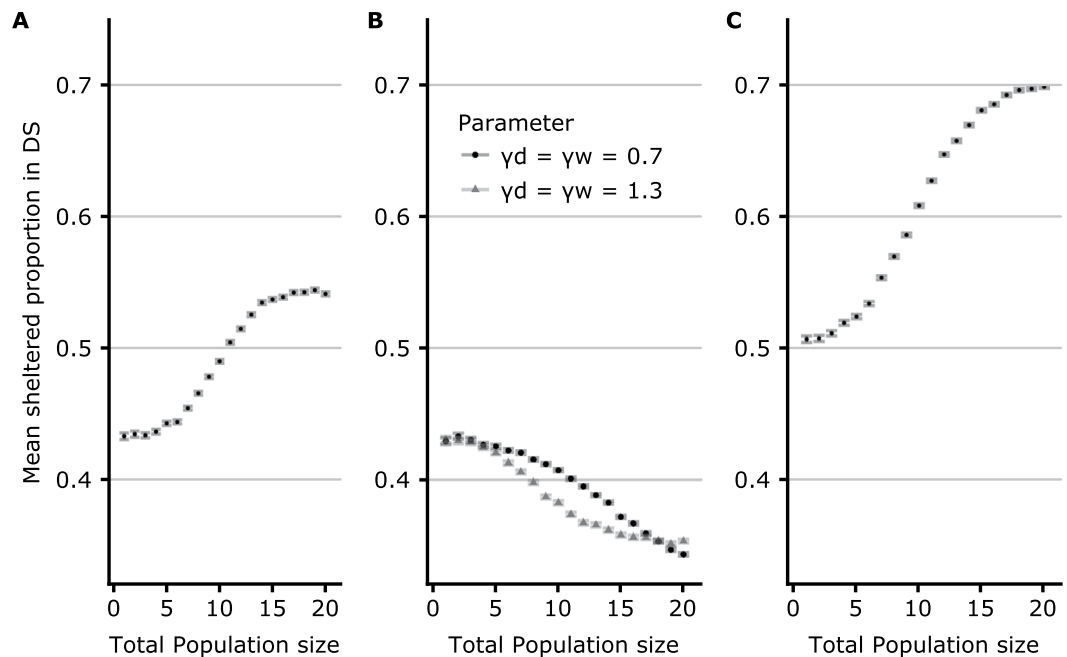 A
B
C
Mean sheltered proportion in DS
0.7
0.6
0.5
0.4
0
5
10
15
20
Total Population size
0.7
0.6
0.5
0.4
Parameter
γd = γw = 0.7
γd = γw = 1.3
0
5
10
15
20
Total Population size
0.7
0.6
0.5
0.4
0
5
10
15
20
Total Population size